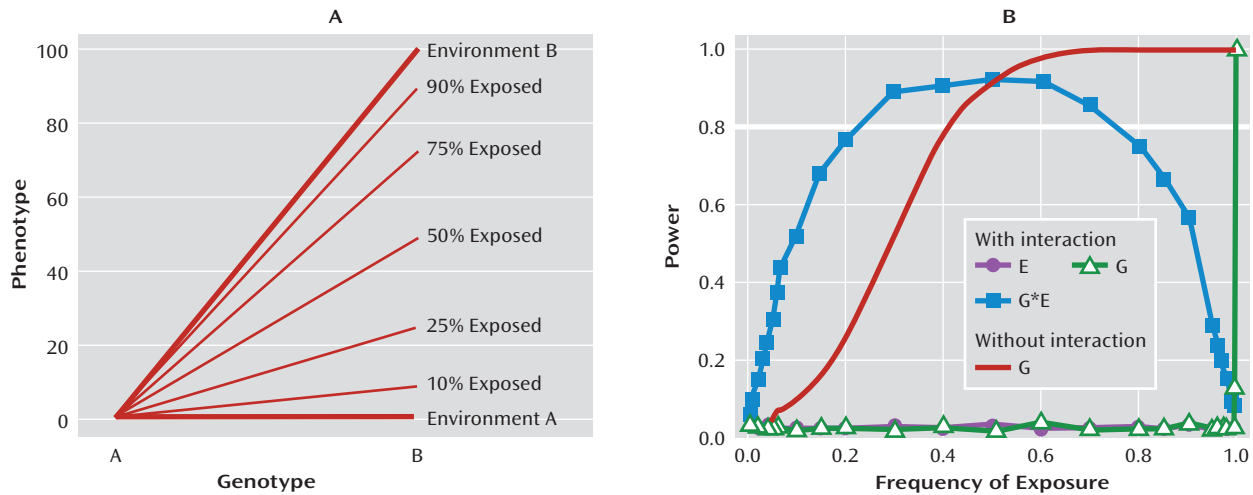 A
100
80
60
40
20
0
Phenotype
Environment B
90% Exposed
75% Exposed
50% Exposed
25% Exposed
10% Exposed
Environment A
A
B
Genotype
B
1.0
0.8
0.6
0.4
0.2
0.0
Power
With interaction
E
G
G*E
Without interaction
G
0.0
0.2
0.4
0.6
0.8
1.0
Frequency of Exposure